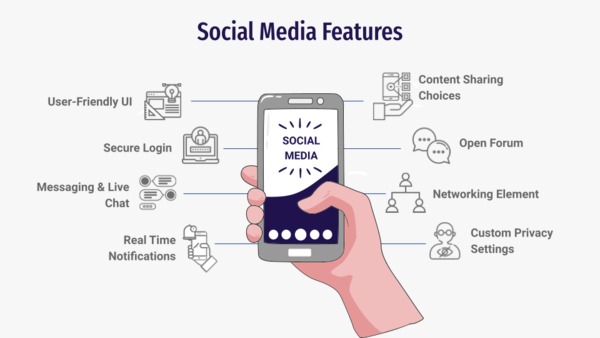 Social Media Features
User-Friendly UI
Secure Login
Messaging & Live
Chat
Real Time
Notifications
SOCIAL
MEDIA
Content Sharing
Choices
Open Forum
Networking Element
Custom Privacy
Settings